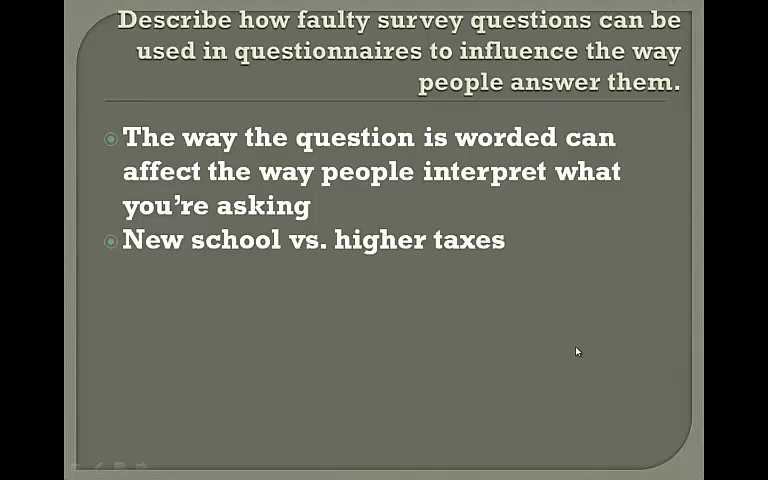 Describe how faulty survey questions can be
used in questionnaires to influence the way
people answer them.
The way the question is worded can
affect the way people interpret what
you’re asking
New school vs. higher taxes